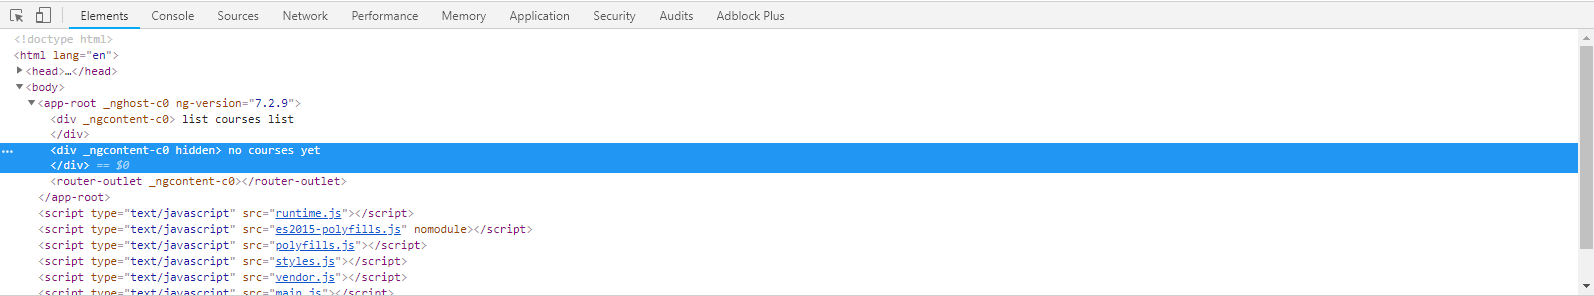 Elements Console Sources Network Performance Memory Application Security Audits Adblock Plus
<!doctype html>
<html lang="en">
<head>…</head>
<body>
<app-root _nghost-c0 ng-version="7.2.9">
<div _ngcontent-c0> list courses list
</div>
... <div _ngcontent-c0 hidden> no courses yet
</div> == $0
<router-outlet _ngcontent-c0></router-outlet>
</app-root>
<script type="text/javascript" src="runtime.js"></script>
<script type="text/javascript" src="es2015-polyfills.js" nomodule></script>
<script type="text/javascript" src="polyfills.js"></script>
<script type="text/javascript" src="styles.js"></script>
<script type="text/javascript" src="vendor.js"></script>
<script type="text/javascript" src="main.js"></script>